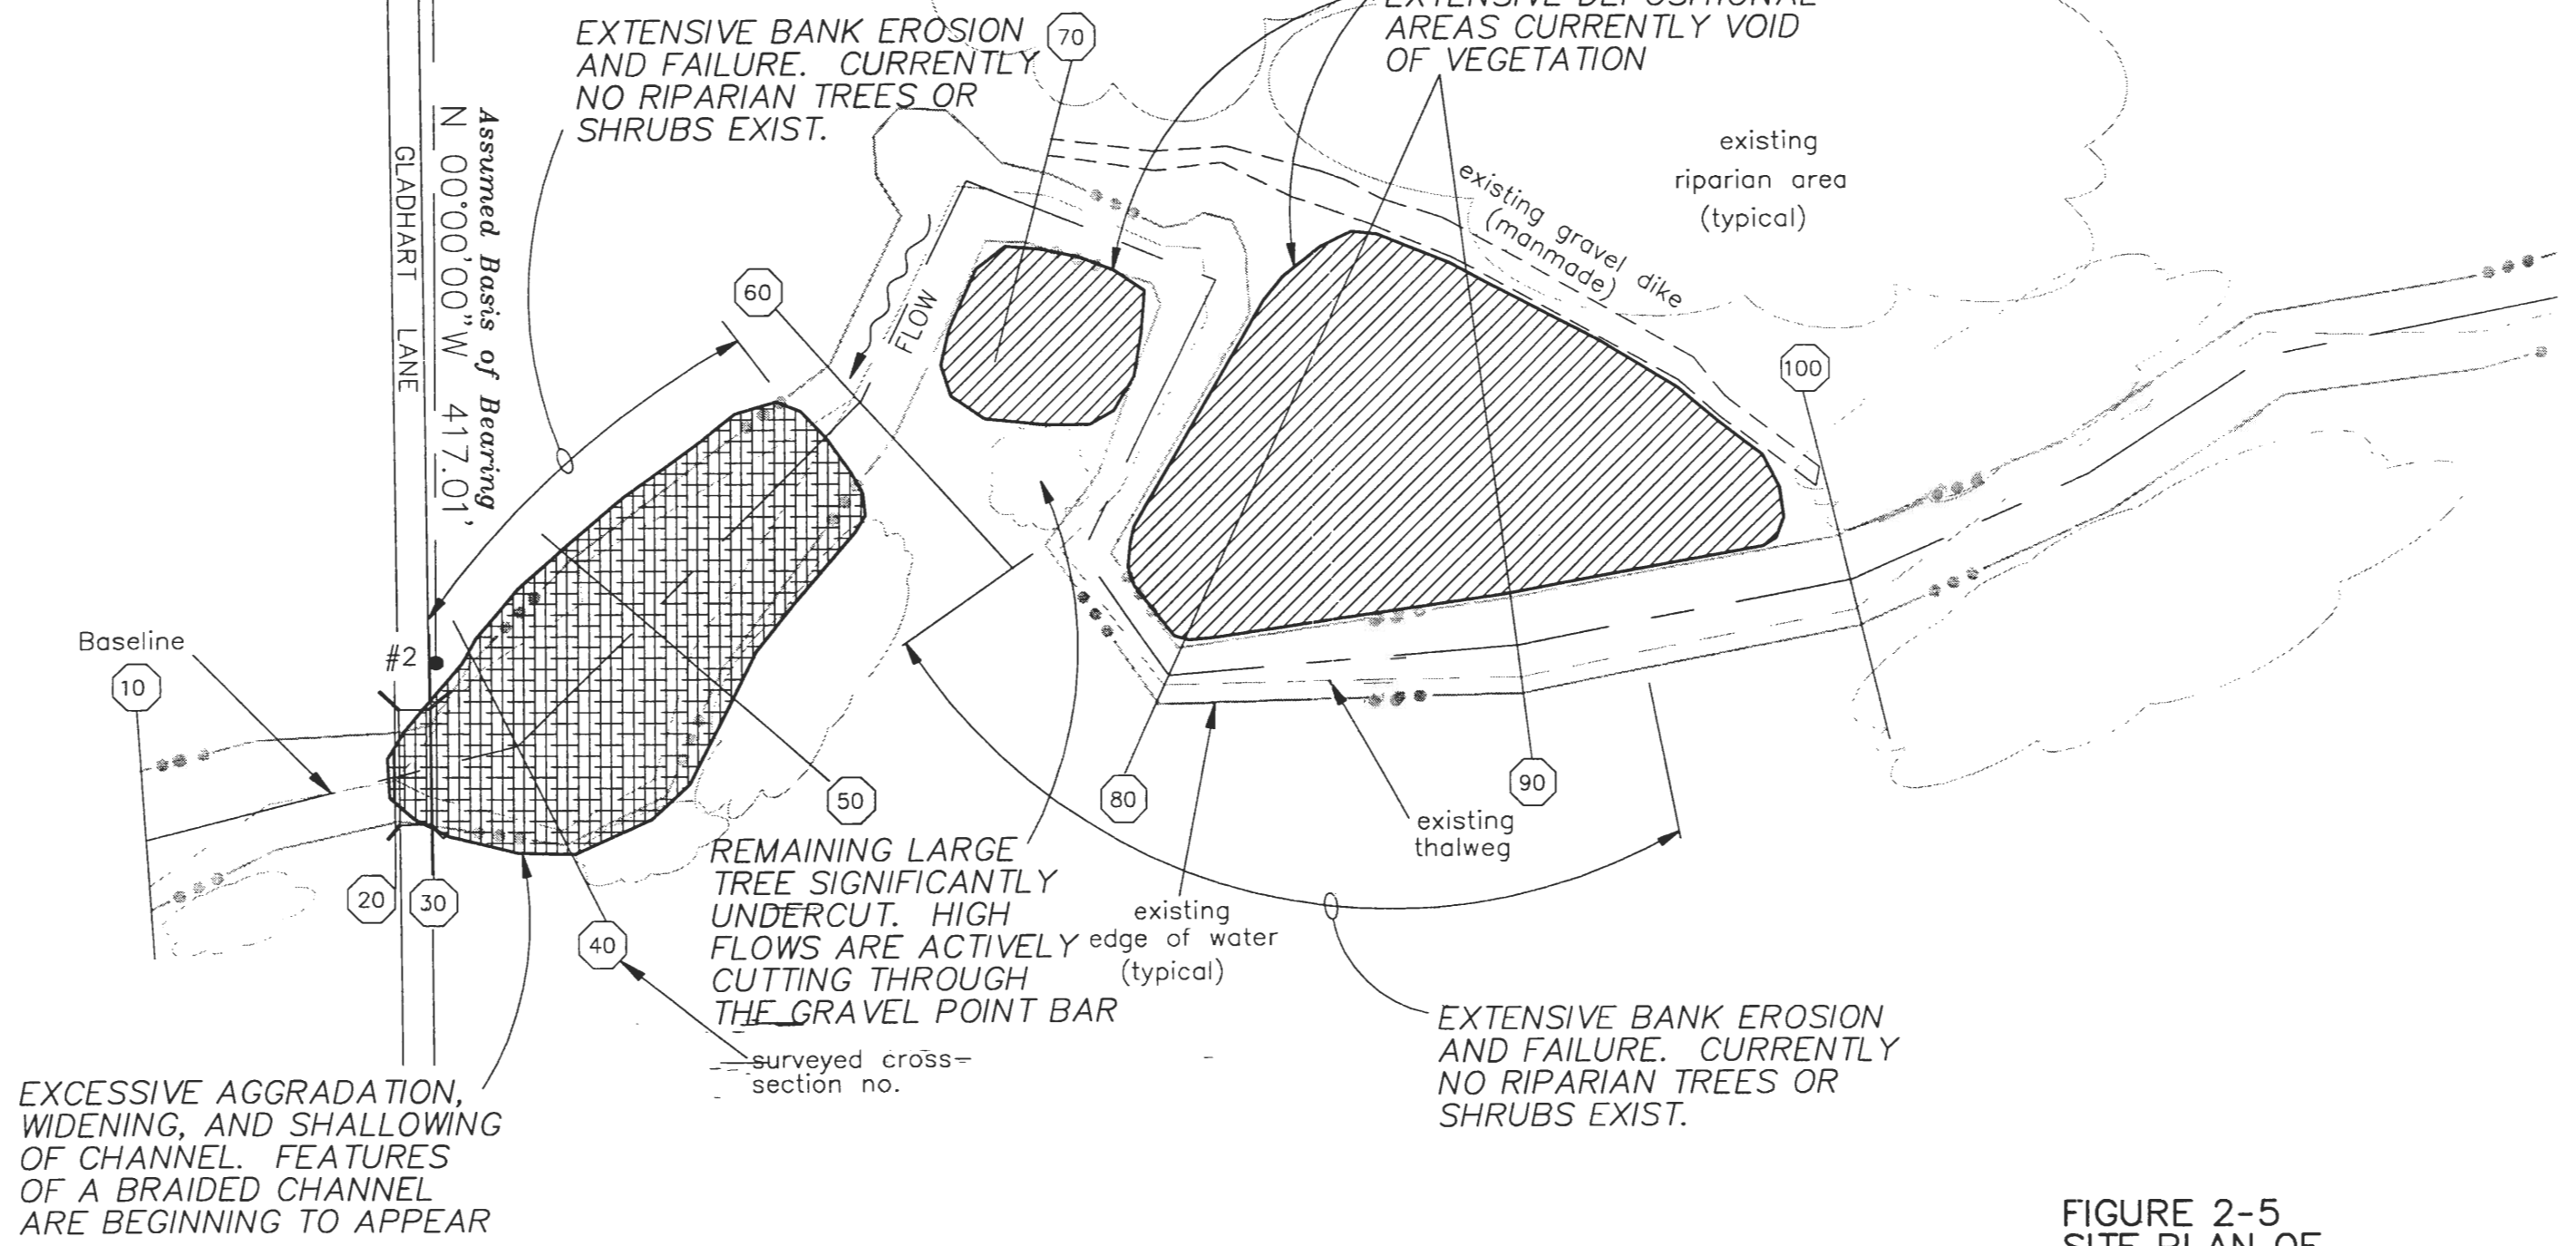 EXTENSIVE BANK EROSION
AND FAILURE.  CURRENTLY
NO RIPARIAN TREES OR
SHRUBS EXIST.
70
EXTENSIVE DEPOSITIONAL
AREAS CURRENTLY VOID
OF VEGETATION
Assumed Basis of Bearing
N 00°00'00"W 417.01'
GLADHART LANE
existing
riparian area
(typical)
existing gravel dike
(manmade)
60
FLOW
100
Baseline
10
#2
20
30
40
50
80
90
existing
thalweg
REMAINING LARGE
TREE SIGNIFICANTLY
UNDERCUT.  HIGH
FLOWS ARE ACTIVELY
CUTTING THROUGH
THE GRAVEL POINT BAR
existing
edge of water
(typical)
surveyed cross-
section no.
EXTENSIVE BANK EROSION
AND FAILURE.  CURRENTLY
NO RIPARIAN TREES OR
SHRUBS EXIST.
EXCESSIVE AGGRADATION,
WIDENING, AND SHALLOWING
OF CHANNEL.  FEATURES
OF A BRAIDED CHANNEL
ARE BEGINNING TO APPEAR
FIGURE 2-5
SITE PLAN OF